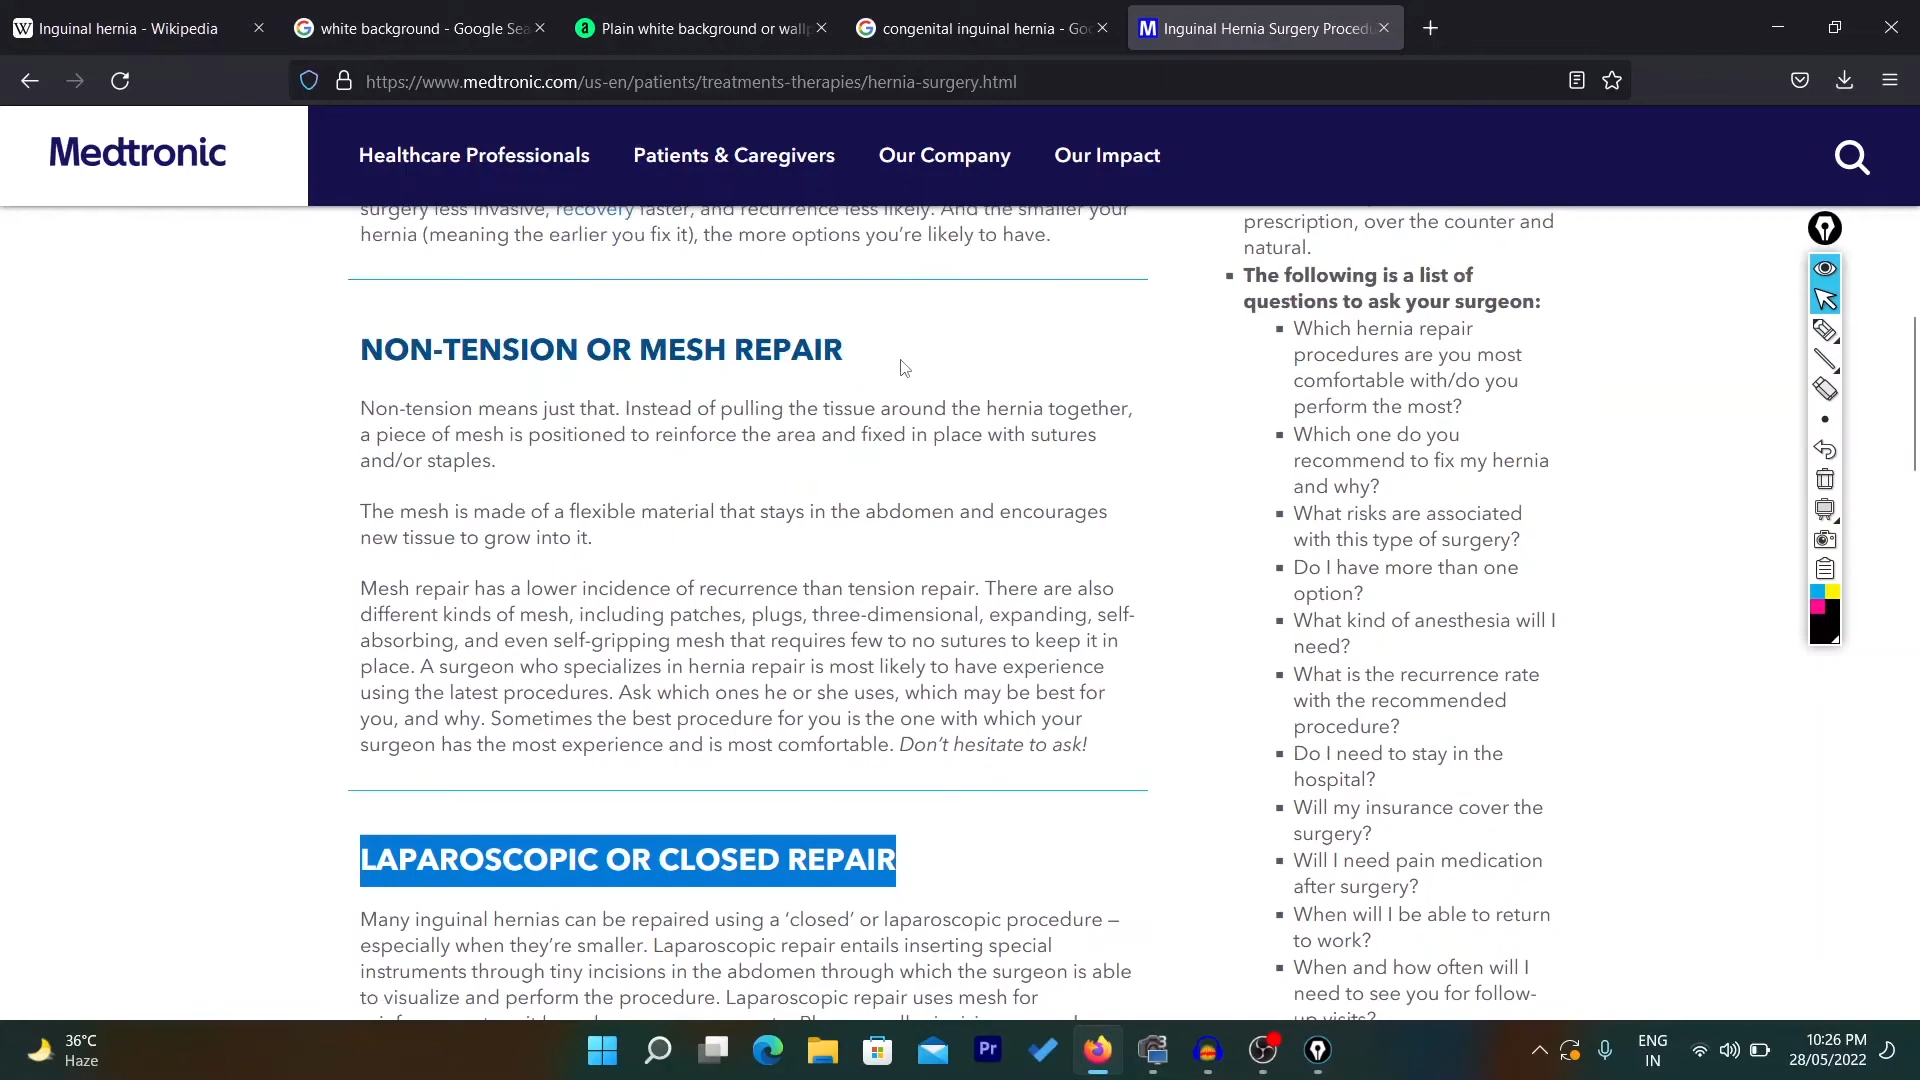 Inguinal hernia - Wikipedia
white background - Google Sea
Plain white background or wallp
congenital inguinal hernia - Goo
Inguinal Hernia Surgery Procedu
https://www.medtronic.com/us-en/patients/treatments-therapies/hernia-surgery.html
Medtronic
Healthcare Professionals
Patients & Caregivers
Our Company
Our Impact
surgery less invasive, recovery faster, and recurrence less likely. And the smaller your
hernia (meaning the earlier you fix it), the more options you’re likely to have.
NON-TENSION OR MESH REPAIR
Non-tension means just that. Instead of pulling the tissue around the hernia together,
a piece of mesh is positioned to reinforce the area and fixed in place with sutures
and/or staples.
The mesh is made of a flexible material that stays in the abdomen and encourages
new tissue to grow into it.
Mesh repair has a lower incidence of recurrence than tension repair. There are also
different kinds of mesh, including patches, plugs, three-dimensional, expanding, self-
absorbing, and even self-gripping mesh that requires few to no sutures to keep it in
place. A surgeon who specializes in hernia repair is most likely to have experience
using the latest procedures. Ask which ones he or she uses, which may be best for
you, and why. Sometimes the best procedure for you is the one with which your
surgeon has the most experience and is most comfortable. Don’t hesitate to ask!
LAPAROSCOPIC OR CLOSED REPAIR
Many inguinal hernias can be repaired using a ‘closed’ or laparoscopic procedure –
especially when they’re smaller. Laparoscopic repair entails inserting special
instruments through tiny incisions in the abdomen through which the surgeon is able
to visualize and perform the procedure. Laparoscopic repair uses mesh for
prescription, over the counter and
natural.
The following is a list of
questions to ask your surgeon:
Which hernia repair
procedures are you most
comfortable with/do you
perform the most?
Which one do you
recommend to fix my hernia
and why?
What risks are associated
with this type of surgery?
Do I have more than one
option?
What kind of anesthesia will I
need?
What is the recurrence rate
with the recommended
procedure?
Do I need to stay in the
hospital?
Will my insurance cover the
surgery?
Will I need pain medication
after surgery?
When will I be able to return
to work?
When and how often will I
need to see you for follow-
up visits?
36°C
Haze
Pr
ENG
IN
10:26 PM
28/05/2022